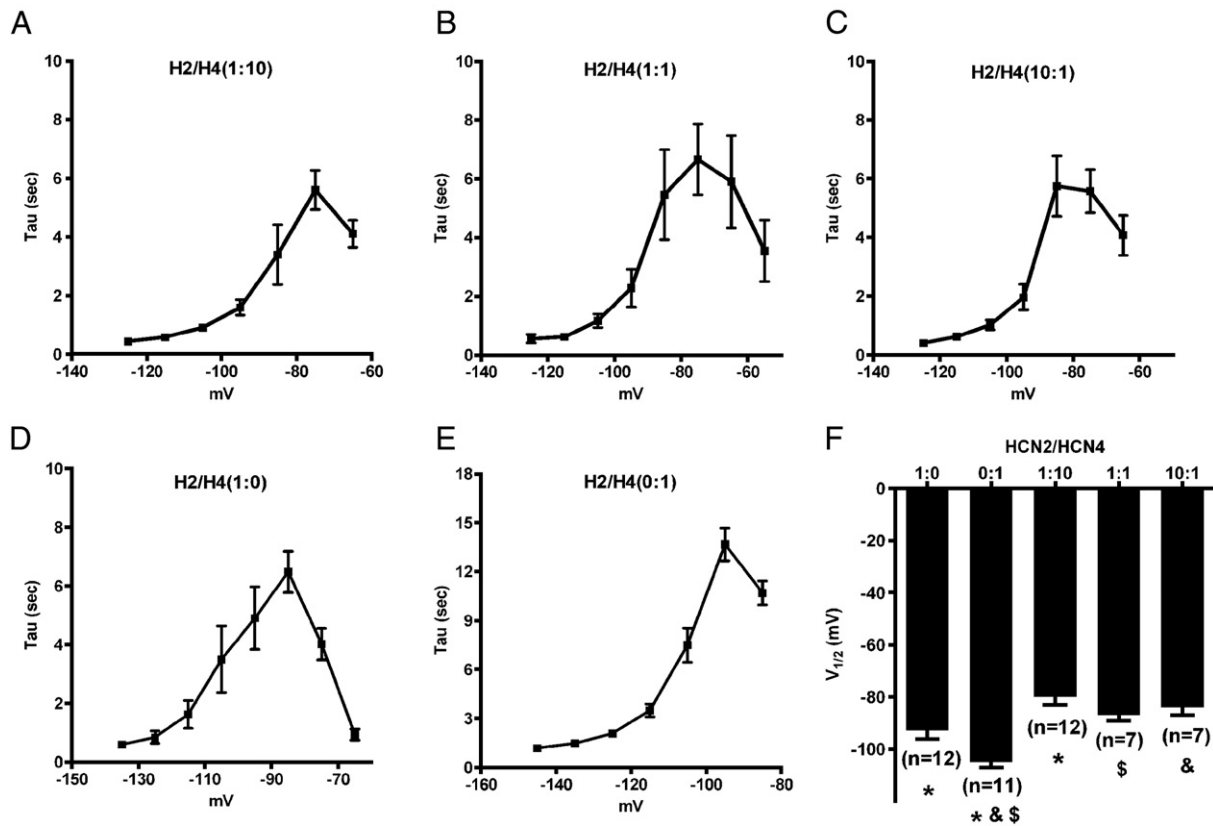 A
H2/H4(1:10)
Tau (sec)
10
8
6
4
2
0
-140
-120
-100
-80
-60
mV
B
H2/H4(1:1)
Tau (sec)
10
8
6
4
2
0
-140
-120
-100
-80
-60
mV
C
H2/H4(10:1)
Tau (sec)
10
8
6
4
2
0
-140
-120
-100
-80
-60
mV
D
H2/H4(1:0)
Tau (sec)
10
8
6
4
2
0
-150
-130
-110
-90
-70
mV
E
H2/H4(0:1)
Tau (sec)
18
15
12
9
6
3
0
-160
-140
-120
-100
-80
mV
F
HCN2/HCN4
1:0 0:1 1:10 1:1 10:1
V1/2 (mV)
0
-20
-40
-60
-80
-100
(n=12) (n=11) (n=12) (n=7) (n=7)
* * & $ * $ &